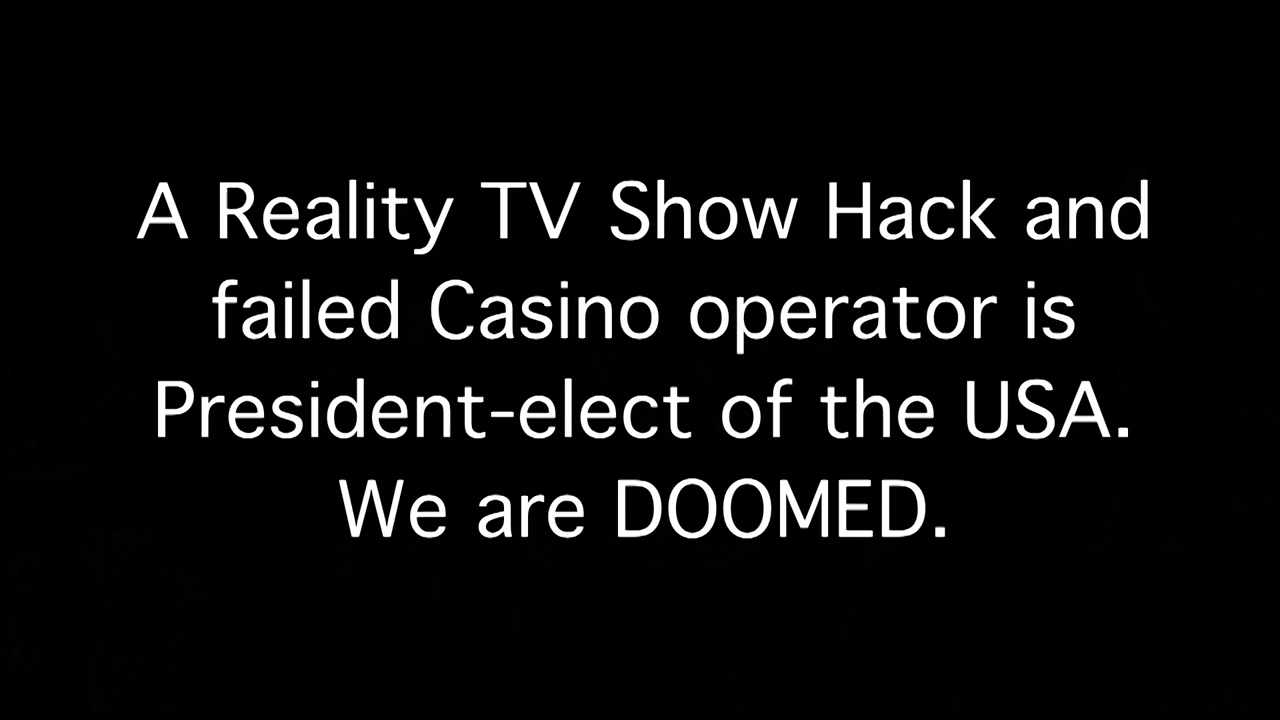 A Reality TV Show Hack and
failed Casino operator is
President-elect of the USA.
We are DOOMED.